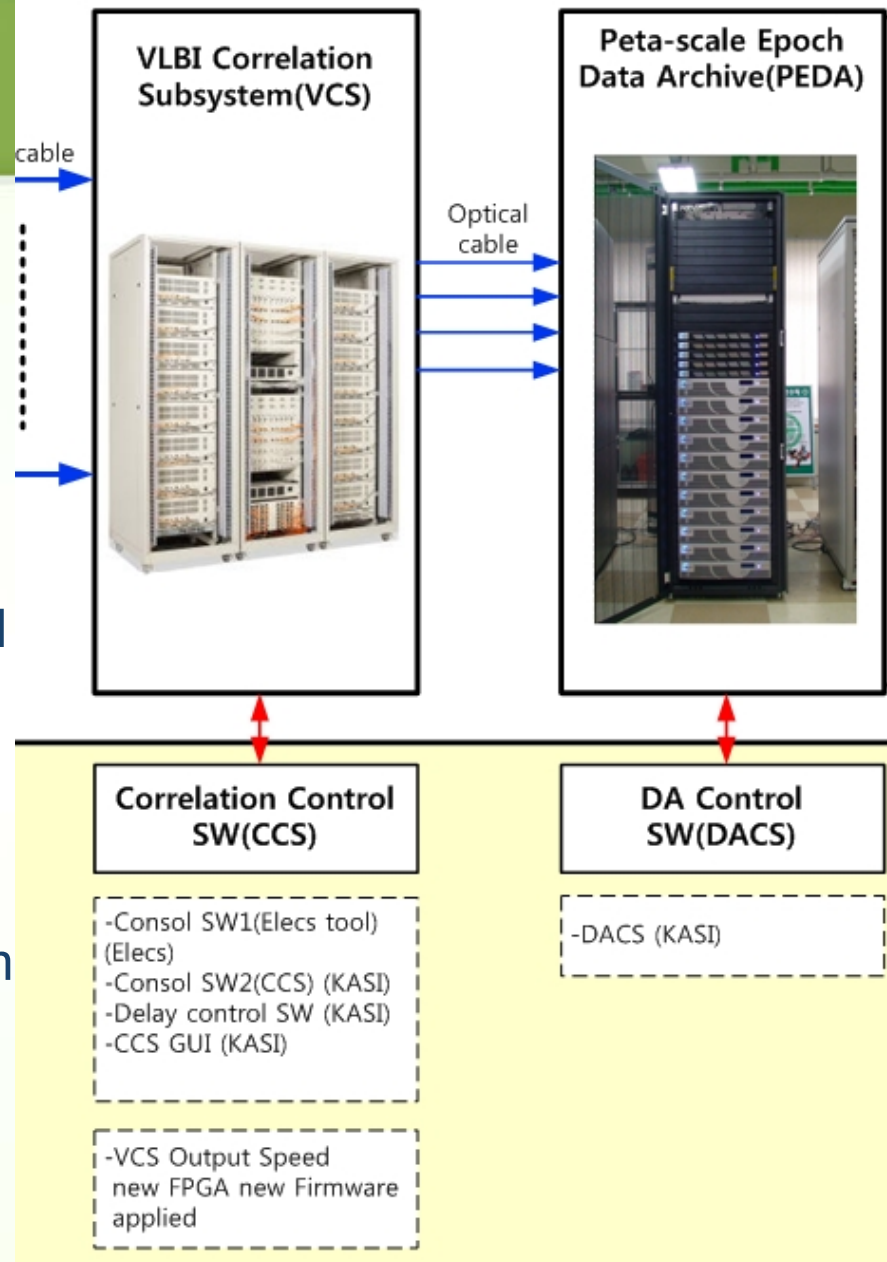 VLBI Correlation
Subsystem(VCS)
Peta-scale Epoch
Data Archive(PEDA)
cable
Optical
cable
Correlation Control
SW(CCS)
DA Control
SW(DACS)
-Consol SW1(Elecs tool)
(Elecs)
-Consol SW2(CCS) (KASI)
-Delay control SW (KASI)
-CCS GUI (KASI)
-DACS (KASI)
-VCS Output Speed
new FPGA new Firmware
applied